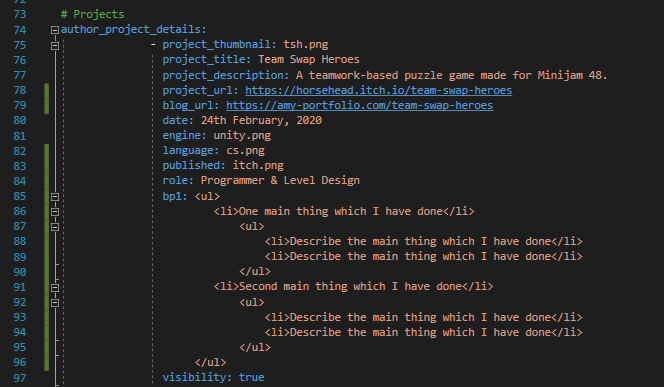 72
73 # Projects
74 author_project_details:
75 - project_thumbnail: tsh.png
76 project_title: Team Swap Heroes
77 project_description: A teamwork-based puzzle game made for Minijam 48.
78 project_url: https://horsehead.itch.io/team-swap-heroes
79 blog_url: https://amy-portfolio.com/team-swap-heroes
80 date: 24th February, 2020
81 engine: unity.png
82 language: cs.png
83 published: itch.png
84 role: Programmer & Level Design
85 bp1: <ul>
86 <li>One main thing which I have done</li>
87 <ul>
88 <li>Describe the main thing which I have done</li>
89 <li>Describe the main thing which I have done</li>
90 </ul>
91 <li>Second main thing which I have done</li>
92 <ul>
93 <li>Describe the main thing which I have done</li>
94 <li>Describe the main thing which I have done</li>
95 </ul>
96 </ul>
97 visibility: true